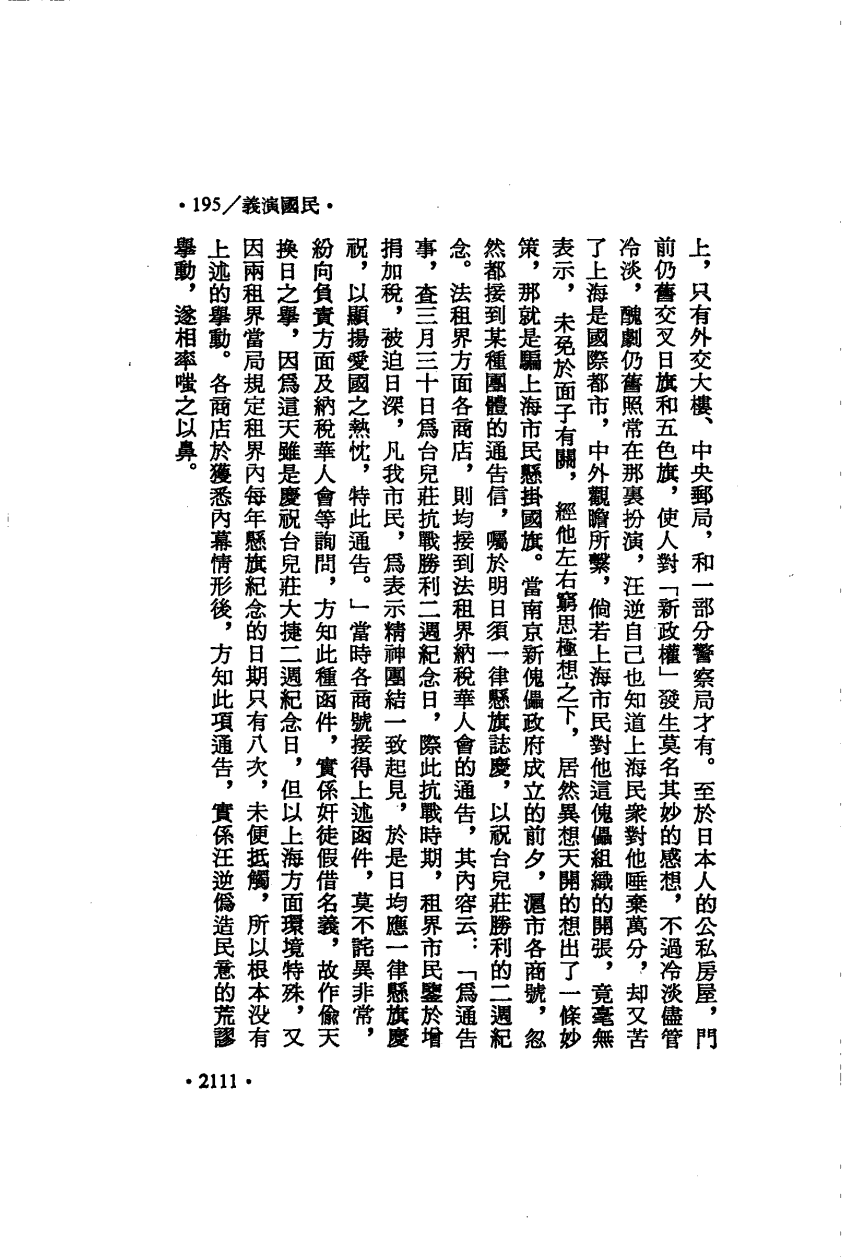 •195╱義演國民•
上，只有外交大樓、中央郵局，和一部分警察局才有。至於日本人的公私房屋，門
前仍舊交叉日旗和五色旗，使人對「新政權」發生莫名其妙的感想，不過冷淡儘管
冷淡，醜劇仍舊照常在那裏扮演，汪逆自己也知道上海民衆對他唾棄萬分，却又苦
了上海是國際都市，中外觀瞻所繫，倘若上海市民對他這傀儡組織的開張，竟毫無
表示，未免於面子有關，經他左右窮思極想之下，居然異想天開的想出了一條妙
策，那就是騙上海市民懸掛國旗。當南京新傀儡政府成立的前夕，滬市各商號，忽
然都接到某種團體的通告信，囑於明日須一律懸旗誌慶，以祝台兒莊勝利的二週紀
念。法租界方面各商店，則均接到法租界納稅華人會的通告，其內容云：「爲通告
事，查三月三十日爲台兒莊抗戰勝利二週紀念日，際此抗戰時期，租界市民鑒於增
捐加稅，被迫日深，凡我市民，爲表示精神團結一致起見，於是日均應一律懸旗慶
祝，以顯揚愛國之熱忱，特此通告。」當時各商號接得上述函件，莫不詫異非常，
紛向負責方面及納稅華人會等詢問，方知此種函件，實係奸徒假借名義，故作偷天
換日之舉，因爲這天雖是慶祝台兒莊大捷二週紀念日，但以上海方面環境特殊，又
因兩租界當局規定租界內每年懸旗紀念的日期只有八次，未便抵觸，所以根本没有
上述的舉動。各商店於獲悉內幕情形後，方知此項通告，實係汪逆僞造民意的荒謬
舉動，遂相率嗤之以鼻。
•2111•